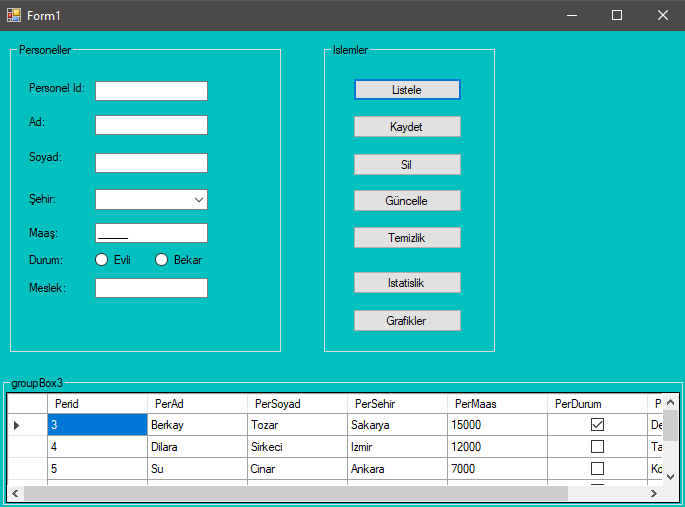 Form1
Personeller
Personel Id:
Ad:
Soyad:
Şehir:
Maaş:
_____
Durum:
Evli
Bekar
Meslek:
Islemler
Listele
Kaydet
Sil
Güncelle
Temizlik
Istatislik
Grafikler
groupBox3
Perid PerAd PerSoyad PerSehir PerMaas PerDurum P
3 Berkay Tozar Sakarya 15000 De
4 Dilara Sirkeci Izmir 12000 Ta
5 Su Cinar Ankara 7000 Ko